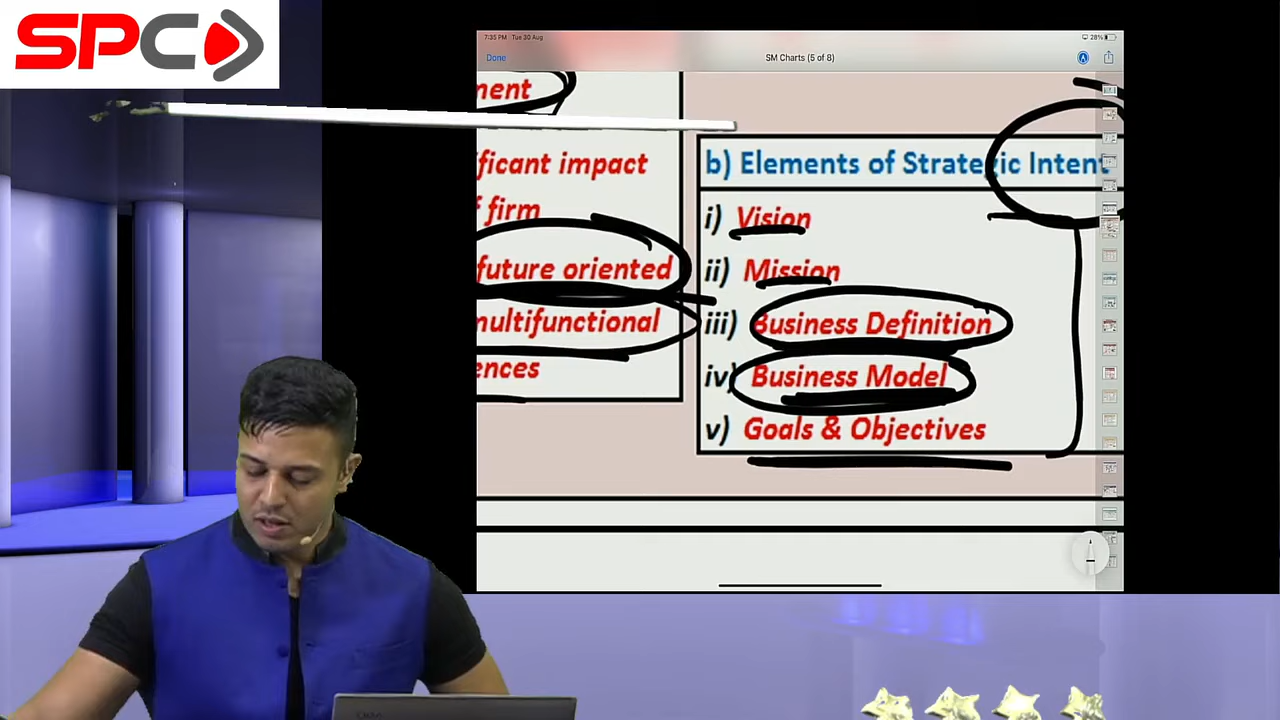 SPC
7:35 PM Tue 30 Aug
28%
Done
SM Charts (5 of 8)
ment
ificant impact
f firm
future oriented
multifunctional
ences
b) Elements of Strategic Intent
i) Vision
ii) Mission
iii) Business Definition
iv) Business Model
v) Goals & Objectives